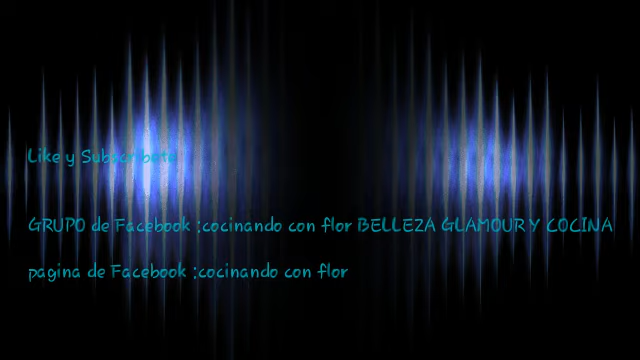 Like y Subscribete
GRUPO de Facebook :cocinando con flor BELLEZA GLAMOUR Y COCINA
pagina de Facebook :cocinando con flor